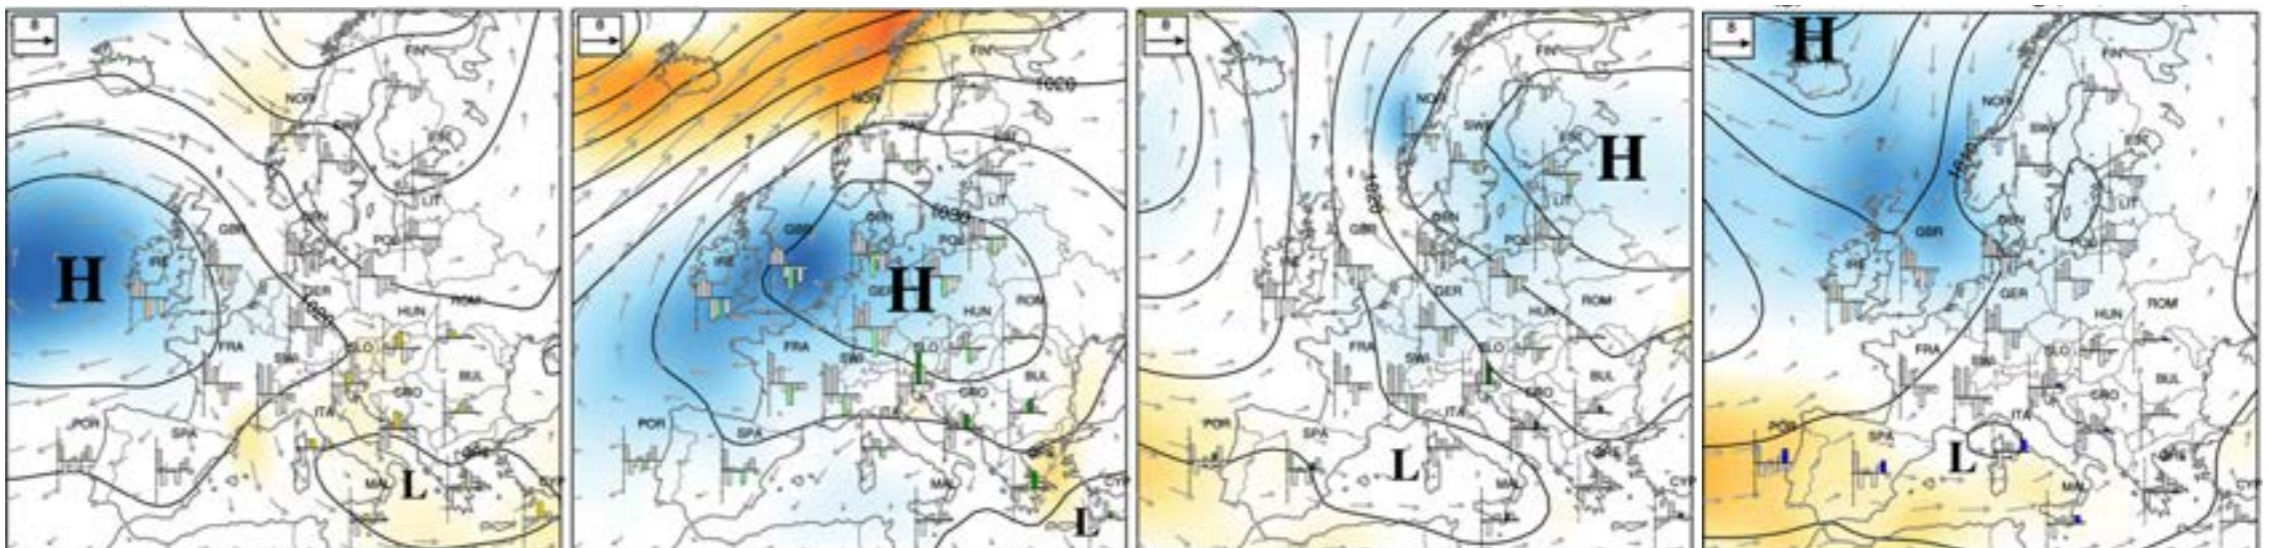 8
NOR
FIN
SWE
EST
LIT
IRE
GBR
DEN
POL
H
GER
1020
HUN
ROM
FRA
SWI
SLO
CRO
BUL
ITA
POR
SPA
MAL
L
GRE
CYP
8
NOR
FIN
1020
SWE
EST
LIT
IRE
GBR
DEN
1030
POL
GER
H
HUN
ROM
FRA
SWI
SLO
CRO
BUL
ITA
POR
SPA
MAL
GRE
CYP
L
8
NOR
FIN
SWE
EST
H
LIT
1020
IRE
GBR
DEN
POL
GER
HUN
ROM
FRA
SWI
SLO
CRO
BUL
ITA
POR
SPA
L
MAL
GRE
CYP
8
H
NOR
FIN
SWE
EST
LIT
IRE
GBR
DEN
POL
GER
HUN
ROM
FRA
SWI
SLO
CRO
BUL
ITA
POR
SPA
L
MAL
GRE
CYP